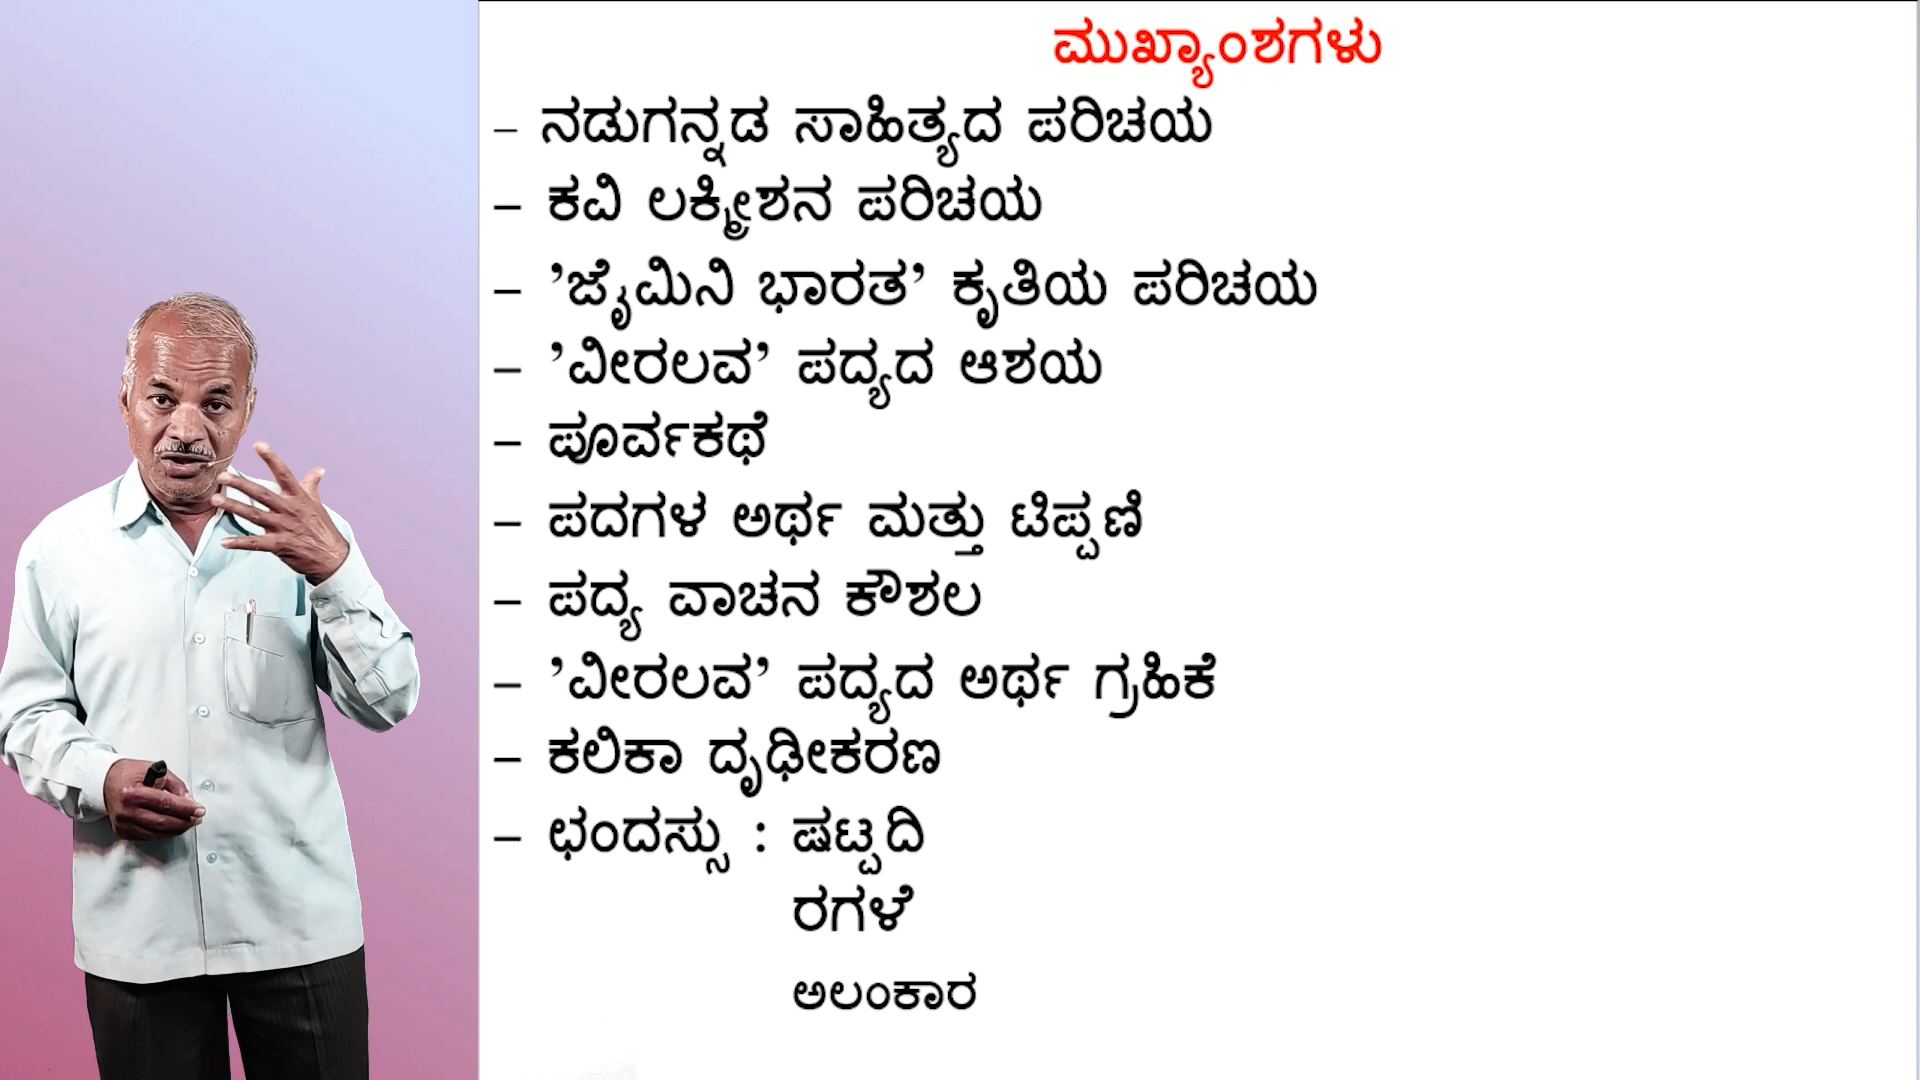 ಮುಖ್ಯಾಂಶಗಳು
– ನಡುಗನ್ನಡ ಸಾಹಿತ್ಯದ ಪರಿಚಯ
– ಕವಿ ಲಕ್ಷ್ಮೀಶನ ಪರಿಚಯ
– ’ಜೈಮಿನಿ ಭಾರತ’ ಕೃತಿಯ ಪರಿಚಯ
– ’ವೀರಲವ’ ಪದ್ಯದ ಆಶಯ
– ಪೂರ್ವಕಥೆ
– ಪದಗಳ ಅರ್ಥ ಮತ್ತು ಟಿಪ್ಪಣಿ
– ಪದ್ಯ ವಾಚನ ಕೌಶಲ
– ’ವೀರಲವ’ ಪದ್ಯದ ಅರ್ಥ ಗ್ರಹಿಕೆ
– ಕಲಿಕಾ ದೃಢೀಕರಣ
– ಛಂದಸ್ಸು : ಷಟ್ಪದಿ
ರಗಳೆ
ಅಲಂಕಾರ